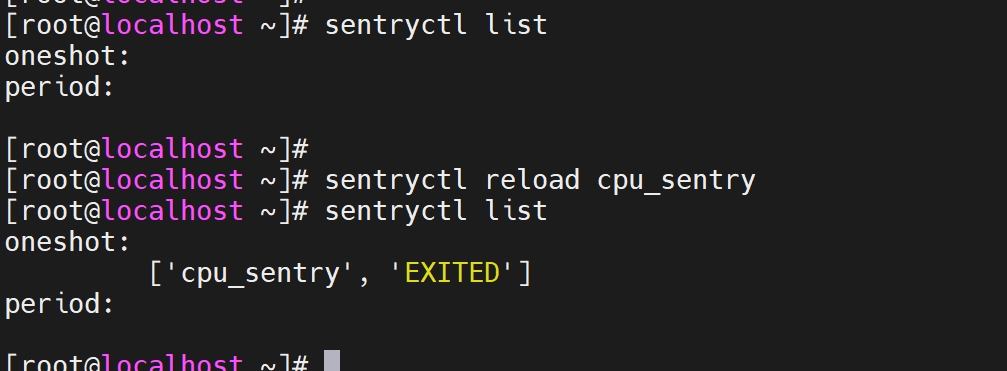 [root@localhost ~]# sentryctl list
oneshot:
period:
[root@localhost ~]#
[root@localhost ~]# sentryctl reload cpu_sentry
[root@localhost ~]# sentryctl list
oneshot:
['cpu_sentry', 'EXITED']
period:
[root@localhost ~]#